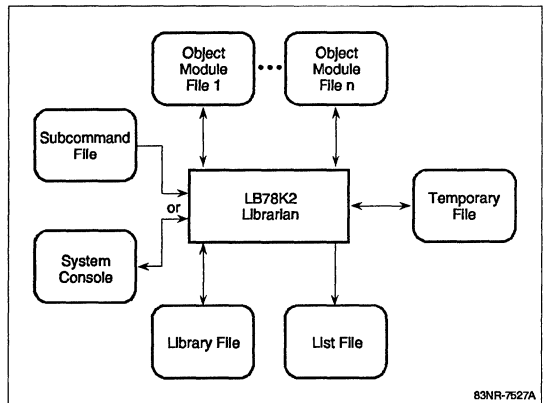 Object
Module
File 1
•••
Object
Module
File n
Subcommand
File
or
LB78K2
Librarian
Temporary
File
System
Console
Library File
List File
83NR-7527A